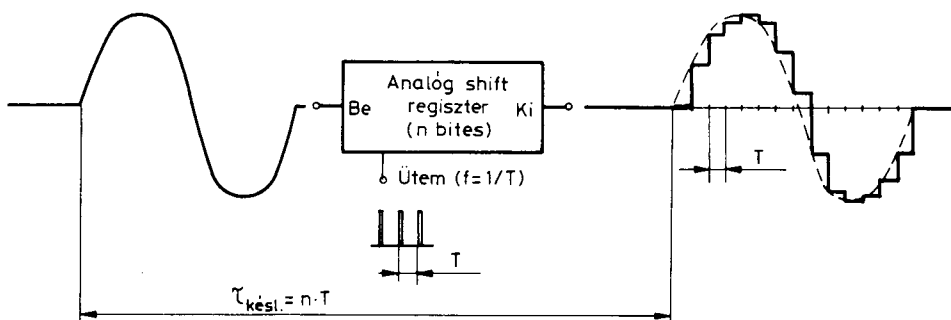 Analóg shift
regiszter
(n bites)
Be
Ki
Ütem (f=1/T)
T
T
τkésl. = n·T